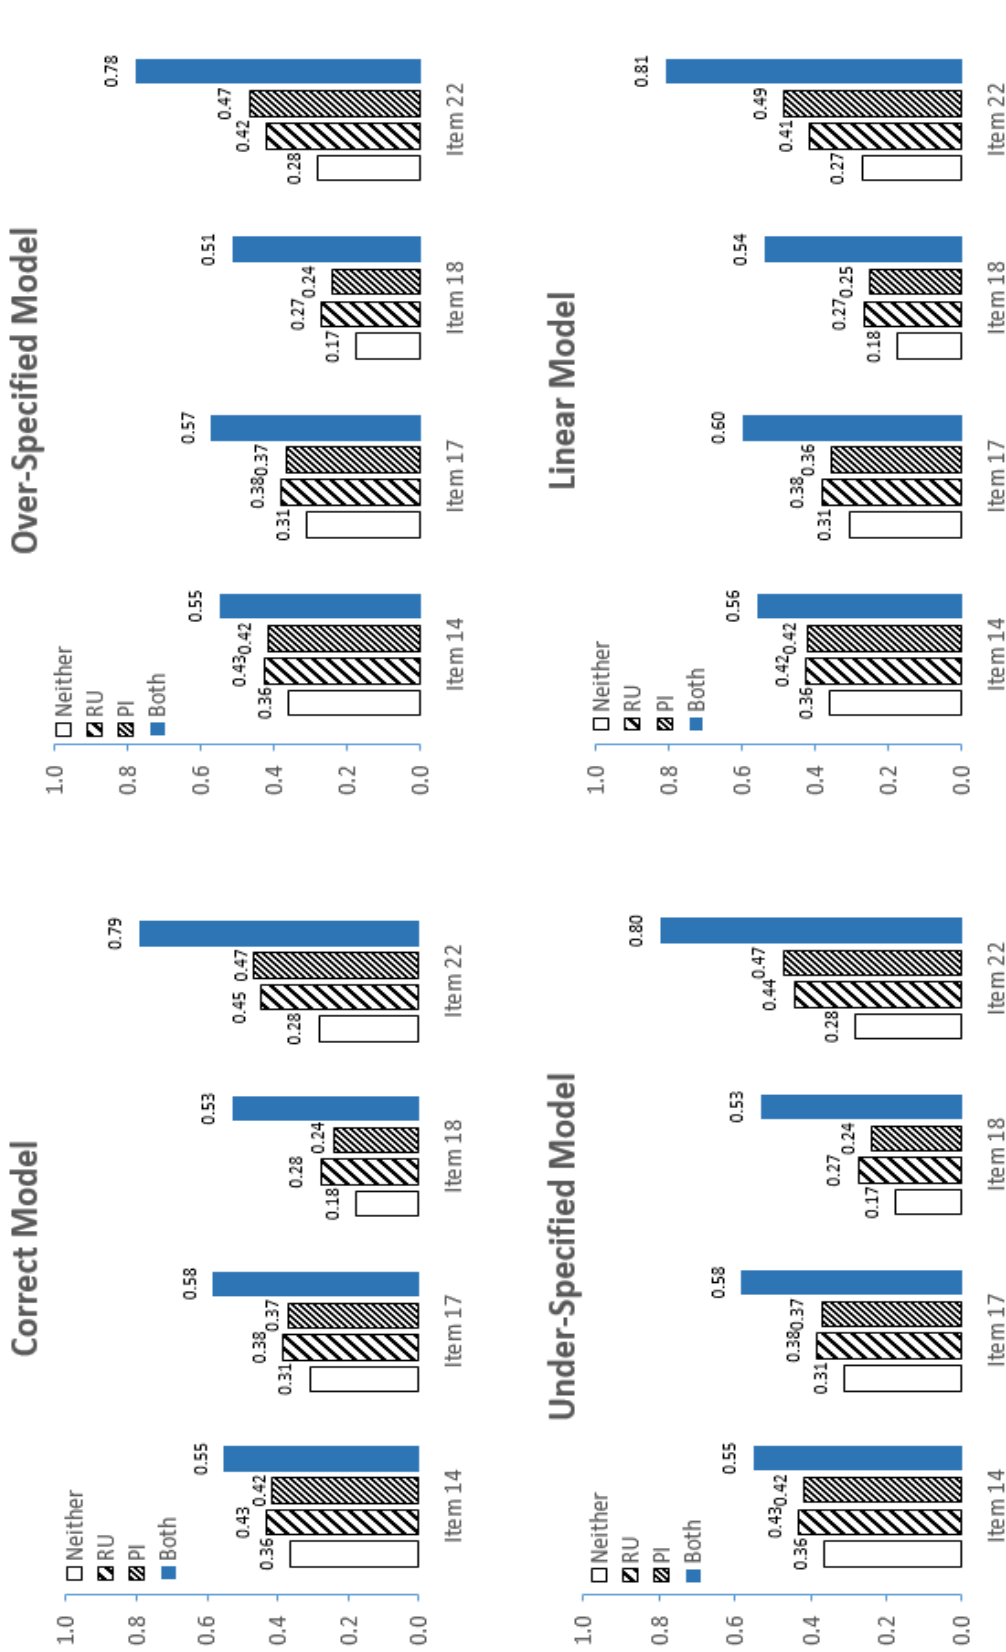 Correct Model
1.0
0.8
0.6
0.4
0.2
0.0
Neither
RU
PI
Both
0.36
0.43
0.42
0.55
0.31
0.38
0.37
0.58
0.18
0.28
0.24
0.53
0.28
0.45
0.47
0.79
Item 14
Item 17
Item 18
Item 22
Over-Specified Model
1.0
0.8
0.6
0.4
0.2
0.0
Neither
RU
PI
Both
0.36
0.43
0.42
0.55
0.31
0.38
0.37
0.57
0.17
0.27
0.24
0.51
0.28
0.42
0.47
0.78
Item 14
Item 17
Item 18
Item 22
Under-Specified Model
1.0
0.8
0.6
0.4
0.2
0.0
Neither
RU
PI
Both
0.36
0.43
0.42
0.55
0.31
0.38
0.37
0.58
0.17
0.27
0.24
0.53
0.28
0.44
0.47
0.80
Item 14
Item 17
Item 18
Item 22
Linear Model
1.0
0.8
0.6
0.4
0.2
0.0
Neither
RU
PI
Both
0.36
0.42
0.42
0.56
0.31
0.38
0.36
0.60
0.18
0.27
0.25
0.54
0.27
0.41
0.49
0.81
Item 14
Item 17
Item 18
Item 22